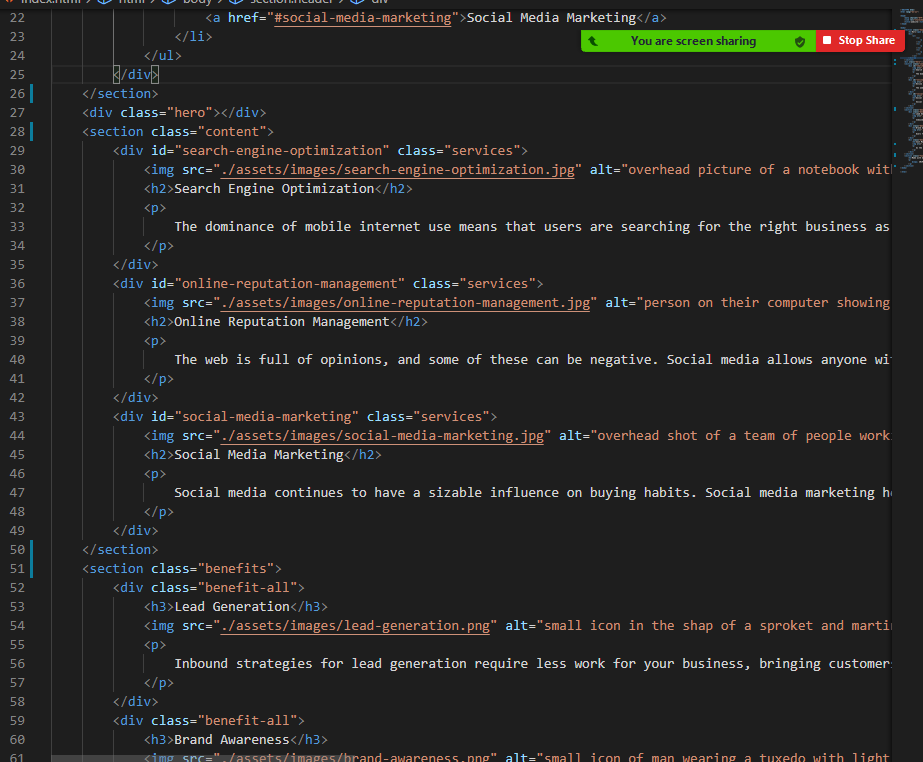 index.html > html > body > section.header > div
22 <a href="#social-media-marketing">Social Media Marketing</a>
23 </li>
You are screen sharing Stop Share
24 </ul>
25 </div>
26 </section>
27 <div class="hero"></div>
28 <section class="content">
29 <div id="search-engine-optimization" class="services">
30 <img src="./assets/images/search-engine-optimization.jpg" alt="overhead picture of a notebook wit
31 <h2>Search Engine Optimization</h2>
32 <p>
33 The dominance of mobile internet use means that users are searching for the right business as
34 </p>
35 </div>
36 <div id="online-reputation-management" class="services">
37 <img src="./assets/images/online-reputation-management.jpg" alt="person on their computer showing
38 <h2>Online Reputation Management</h2>
39 <p>
40 The web is full of opinions, and some of these can be negative. Social media allows anyone wi
41 </p>
42 </div>
43 <div id="social-media-marketing" class="services">
44 <img src="./assets/images/social-media-marketing.jpg" alt="overhead shot of a team of people work
45 <h2>Social Media Marketing</h2>
46 <p>
47 Social media continues to have a sizable influence on buying habits. Social media marketing h
48 </p>
49 </div>
50 </section>
51 <section class="benefits">
52 <div class="benefit-all">
53 <h3>Lead Generation</h3>
54 <img src="./assets/images/lead-generation.png" alt="small icon in the shap of a sproket and marti
55 <p>
56 Inbound strategies for lead generation require less work for your business, bringing customer
57 </p>
58 </div>
59 <div class="benefit-all">
60 <h3>Brand Awareness</h3>
61 <img src="./assets/images/brand-awareness.png" alt="small icon of man wearing a tuxedo with light